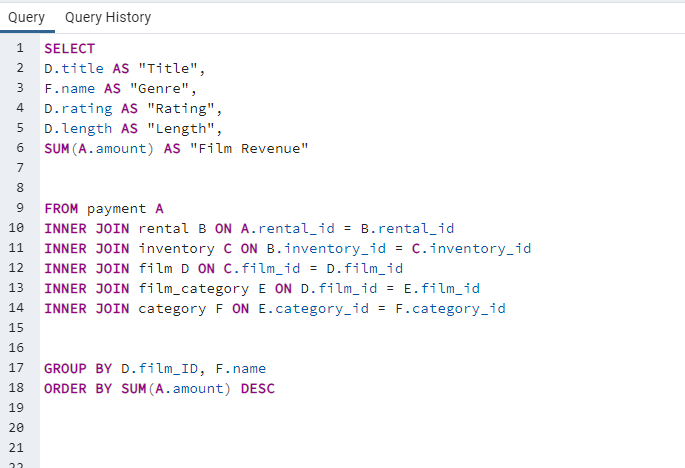 Query Query History
1 SELECT
2 D.title AS "Title",
3 F.name AS "Genre",
4 D.rating AS "Rating",
5 D.length AS "Length",
6 SUM(A.amount) AS "Film Revenue"
7
8
9 FROM payment A
10 INNER JOIN rental B ON A.rental_id = B.rental_id
11 INNER JOIN inventory C ON B.inventory_id = C.inventory_id
12 INNER JOIN film D ON C.film_id = D.film_id
13 INNER JOIN film_category E ON D.film_id = E.film_id
14 INNER JOIN category F ON E.category_id = F.category_id
15
16
17 GROUP BY D.film_ID, F.name
18 ORDER BY SUM(A.amount) DESC
19
20
21
22